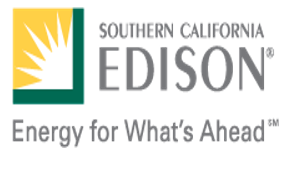 SOUTHERN CALIFORNIA
EDISON®
Energy for What's Ahead℠